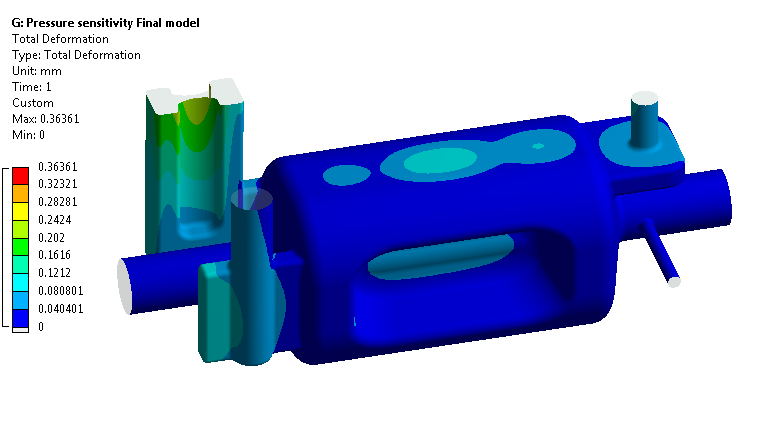 G: Pressure sensitivity Final model
Total Deformation
Type: Total Deformation
Unit: mm
Time: 1
Custom
Max: 0.36361
Min: 0
0.36361
0.32321
0.28281
0.2424
0.202
0.1616
0.1212
0.080801
0.040401
0